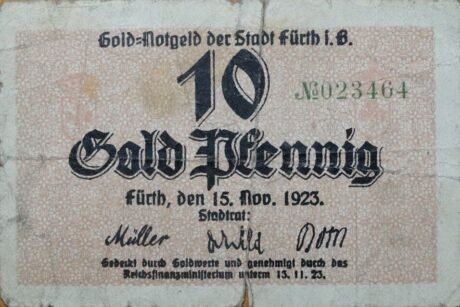 Gold-Notgeld der Stadt Fürth i. B.
10
№023464
Gold Pfennig
Fürth, den 15. Nov. 1923.
Stadtrat:
Müller
Gedeckt durch Goldwerte und genehmigt durch das
Reichsfinanzministerium unterm 13. 11. 23.